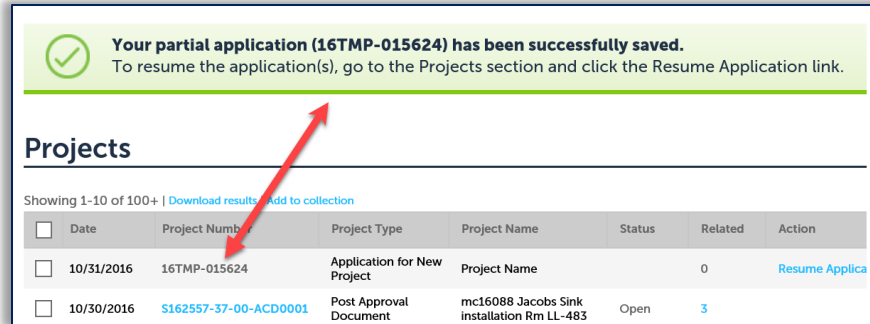 Your partial application (16TMP-015624) has been successfully saved.
To resume the application(s), go to the Projects section and click the Resume Application link.
Projects
Showing 1-10 of 100+ | Download results | Add to collection
Date Project Number Project Type Project Name Status Related Action
10/31/2016 16TMP-015624 Application for New Project Project Name 0 Resume Applica
10/30/2016 S162557-37-00-ACD0001 Post Approval Document mc16088 Jacobs Sink installation Rm LL-483 Open 3